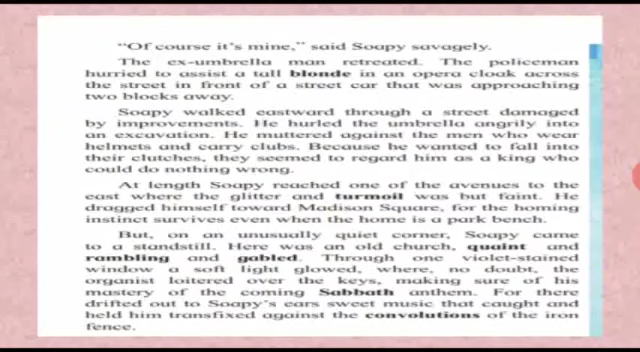 "Of course it's mine," said Soapy savagely.
The ex-umbrella man retreated. The policeman
hurried to assist a tall blonde in an opera cloak across
the street in front of a street car that was approaching
two blocks away.
Soapy walked eastward through a street damaged
by improvements. He hurled the umbrella angrily into
an excavation. He muttered against the men who wear
helmets and carry clubs. Because he wanted to fall into
their clutches, they seemed to regard him as a king who
could do nothing wrong.
At length Soapy reached one of the avenues to the
east where the glitter and turmoil was but faint. He
dragged himself toward Madison Square, for the homing
instinct survives even when the home is a park bench.
But, on an unusually quiet corner, Soapy came
to a standstill. Here was an old church, quaint and
rambling and gabled. Through one violet-stained
window a soft light glowed, where, no doubt, the
organist loitered over the keys, making sure of his
mastery of the coming Sabbath anthem. For there
drifted out to Soapy's ears sweet music that caught and
held him transfixed against the convolutions of the iron
fence.